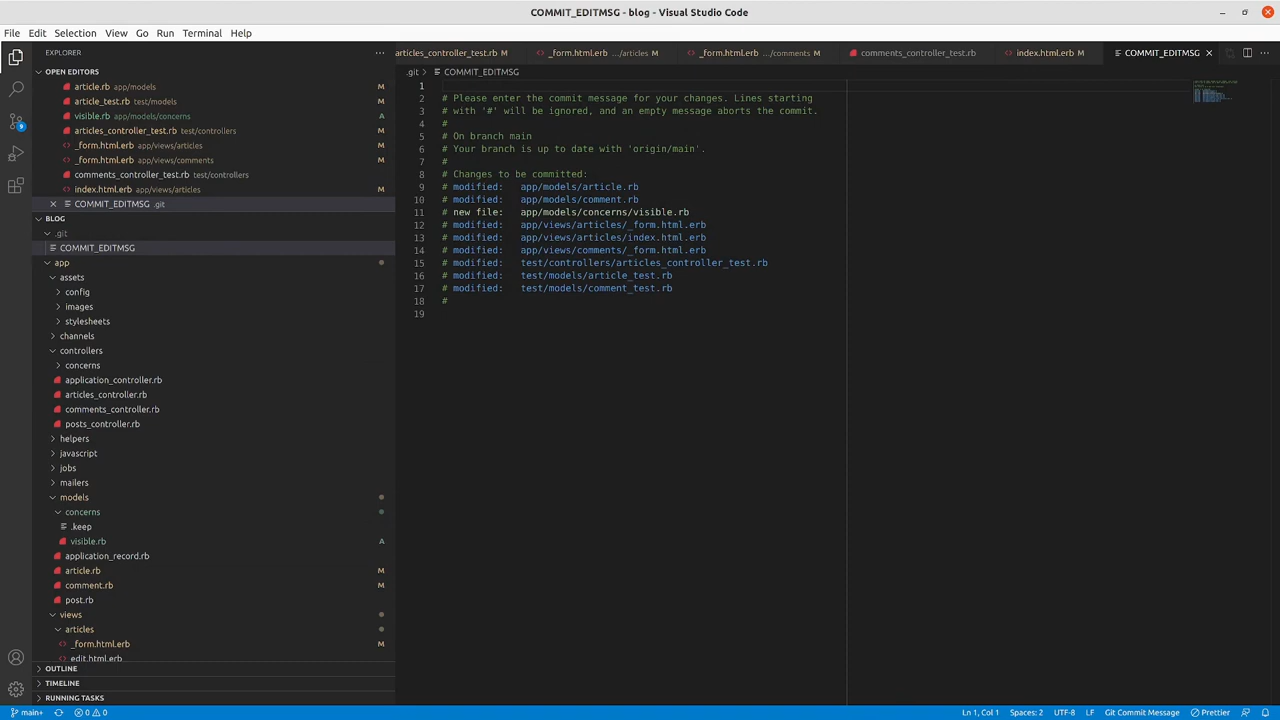 COMMIT_EDITMSG - blog - Visual Studio Code
File Edit Selection View Go Run Terminal Help
EXPLORER
OPEN EDITORS
article.rb app/models M
article_test.rb test/models M
visible.rb app/models/concerns A
articles_controller_test.rb test/controllers M
_form.html.erb app/views/articles M
_form.html.erb app/views/comments M
comments_controller_test.rb test/controllers
index.html.erb app/views/articles M
COMMIT_EDITMSG .git
BLOG
.git
COMMIT_EDITMSG
app
assets
config
images
stylesheets
channels
controllers
concerns
application_controller.rb
articles_controller.rb
comments_controller.rb
posts_controller.rb
helpers
javascript
jobs
mailers
models
concerns
.keep
visible.rb A
application_record.rb
article.rb M
comment.rb M
post.rb
views
articles
_form.html.erb M
edit.html.erb
OUTLINE
TIMELINE
RUNNING TASKS
9
articles_controller_test.rb M _form.html.erb .../articles M _form.html.erb .../comments M comments_controller_test.rb index.html.erb M COMMIT_EDITMSG
.git COMMIT_EDITMSG
1
2 # Please enter the commit message for your changes. Lines starting
3 # with '#' will be ignored, and an empty message aborts the commit.
4 #
5 # On branch main
6 # Your branch is up to date with 'origin/main'.
7 #
8 # Changes to be committed:
9 # modified: app/models/article.rb
10 # modified: app/models/comment.rb
11 # new file: app/models/concerns/visible.rb
12 # modified: app/views/articles/_form.html.erb
13 # modified: app/views/articles/index.html.erb
14 # modified: app/views/comments/_form.html.erb
15 # modified: test/controllers/articles_controller_test.rb
16 # modified: test/models/article_test.rb
17 # modified: test/models/comment_test.rb
18 #
19
main+ 0 0 Ln 1, Col 1 Spaces: 2 UTF-8 LF Git Commit Message Prettier